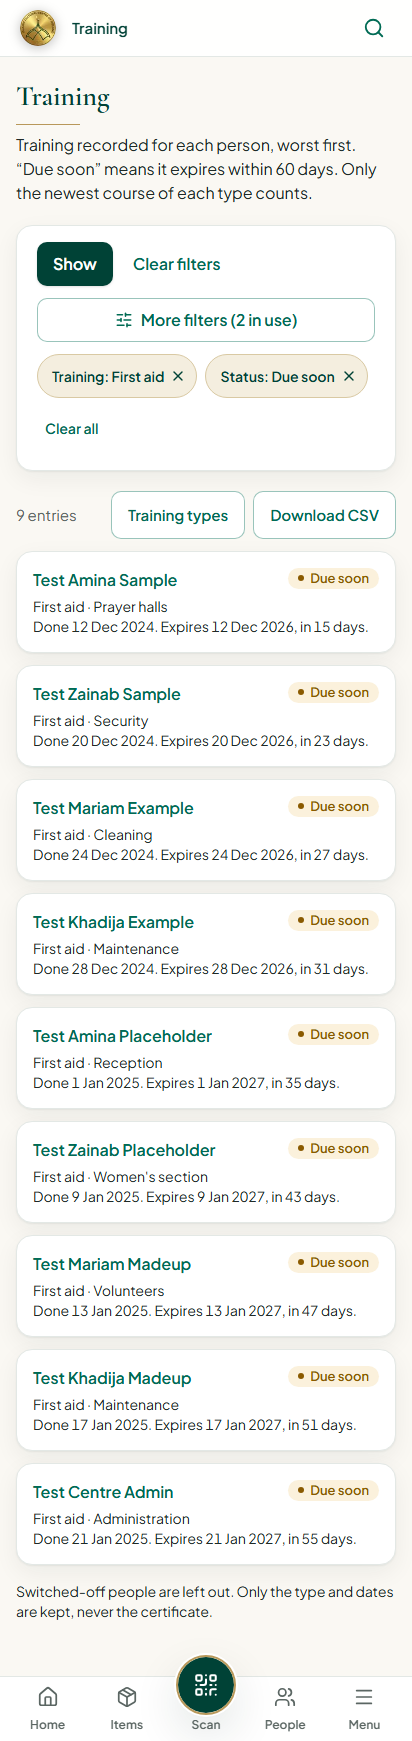 Training
Training
Training recorded for each person, worst first.
“Due soon” means it expires within 60 days. Only
the newest course of each type counts.
Show
Clear filters
More filters (2 in use)
Training: First aid ✕
Status: Due soon ✕
Clear all
9 entries
Training types
Download CSV
Test Amina Sample
Due soon
First aid · Prayer halls
Done 12 Dec 2024. Expires 12 Dec 2026, in 15 days.
Test Zainab Sample
Due soon
First aid · Security
Done 20 Dec 2024. Expires 20 Dec 2026, in 23 days.
Test Mariam Example
Due soon
First aid · Cleaning
Done 24 Dec 2024. Expires 24 Dec 2026, in 27 days.
Test Khadija Example
Due soon
First aid · Maintenance
Done 28 Dec 2024. Expires 28 Dec 2026, in 31 days.
Test Amina Placeholder
Due soon
First aid · Reception
Done 1 Jan 2025. Expires 1 Jan 2027, in 35 days.
Test Zainab Placeholder
Due soon
First aid · Women's section
Done 9 Jan 2025. Expires 9 Jan 2027, in 43 days.
Test Mariam Madeup
Due soon
First aid · Volunteers
Done 13 Jan 2025. Expires 13 Jan 2027, in 47 days.
Test Khadija Madeup
Due soon
First aid · Maintenance
Done 17 Jan 2025. Expires 17 Jan 2027, in 51 days.
Test Centre Admin
Due soon
First aid · Administration
Done 21 Jan 2025. Expires 21 Jan 2027, in 55 days.
Switched-off people are left out. Only the type and dates
are kept, never the certificate.
Home
Items
Scan
People
Menu